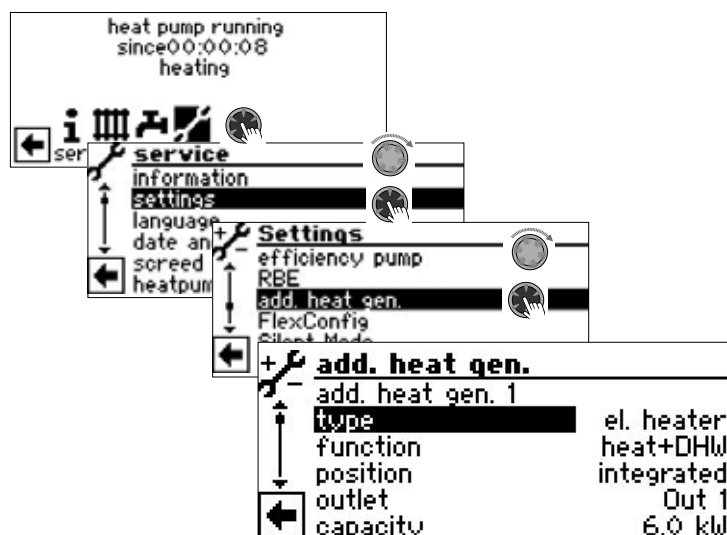 heat pump running
since00:00:08
heating
ser
service
information
settings
language
date an
screed
heatpum
Settings
efficiency pump
RBE
add. heat gen.
FlexConfig
Silent Mode
add. heat gen.
add. heat gen. 1
type el. heater
function heat+DHW
position integrated
outlet Out 1
capacity 6.0 kW